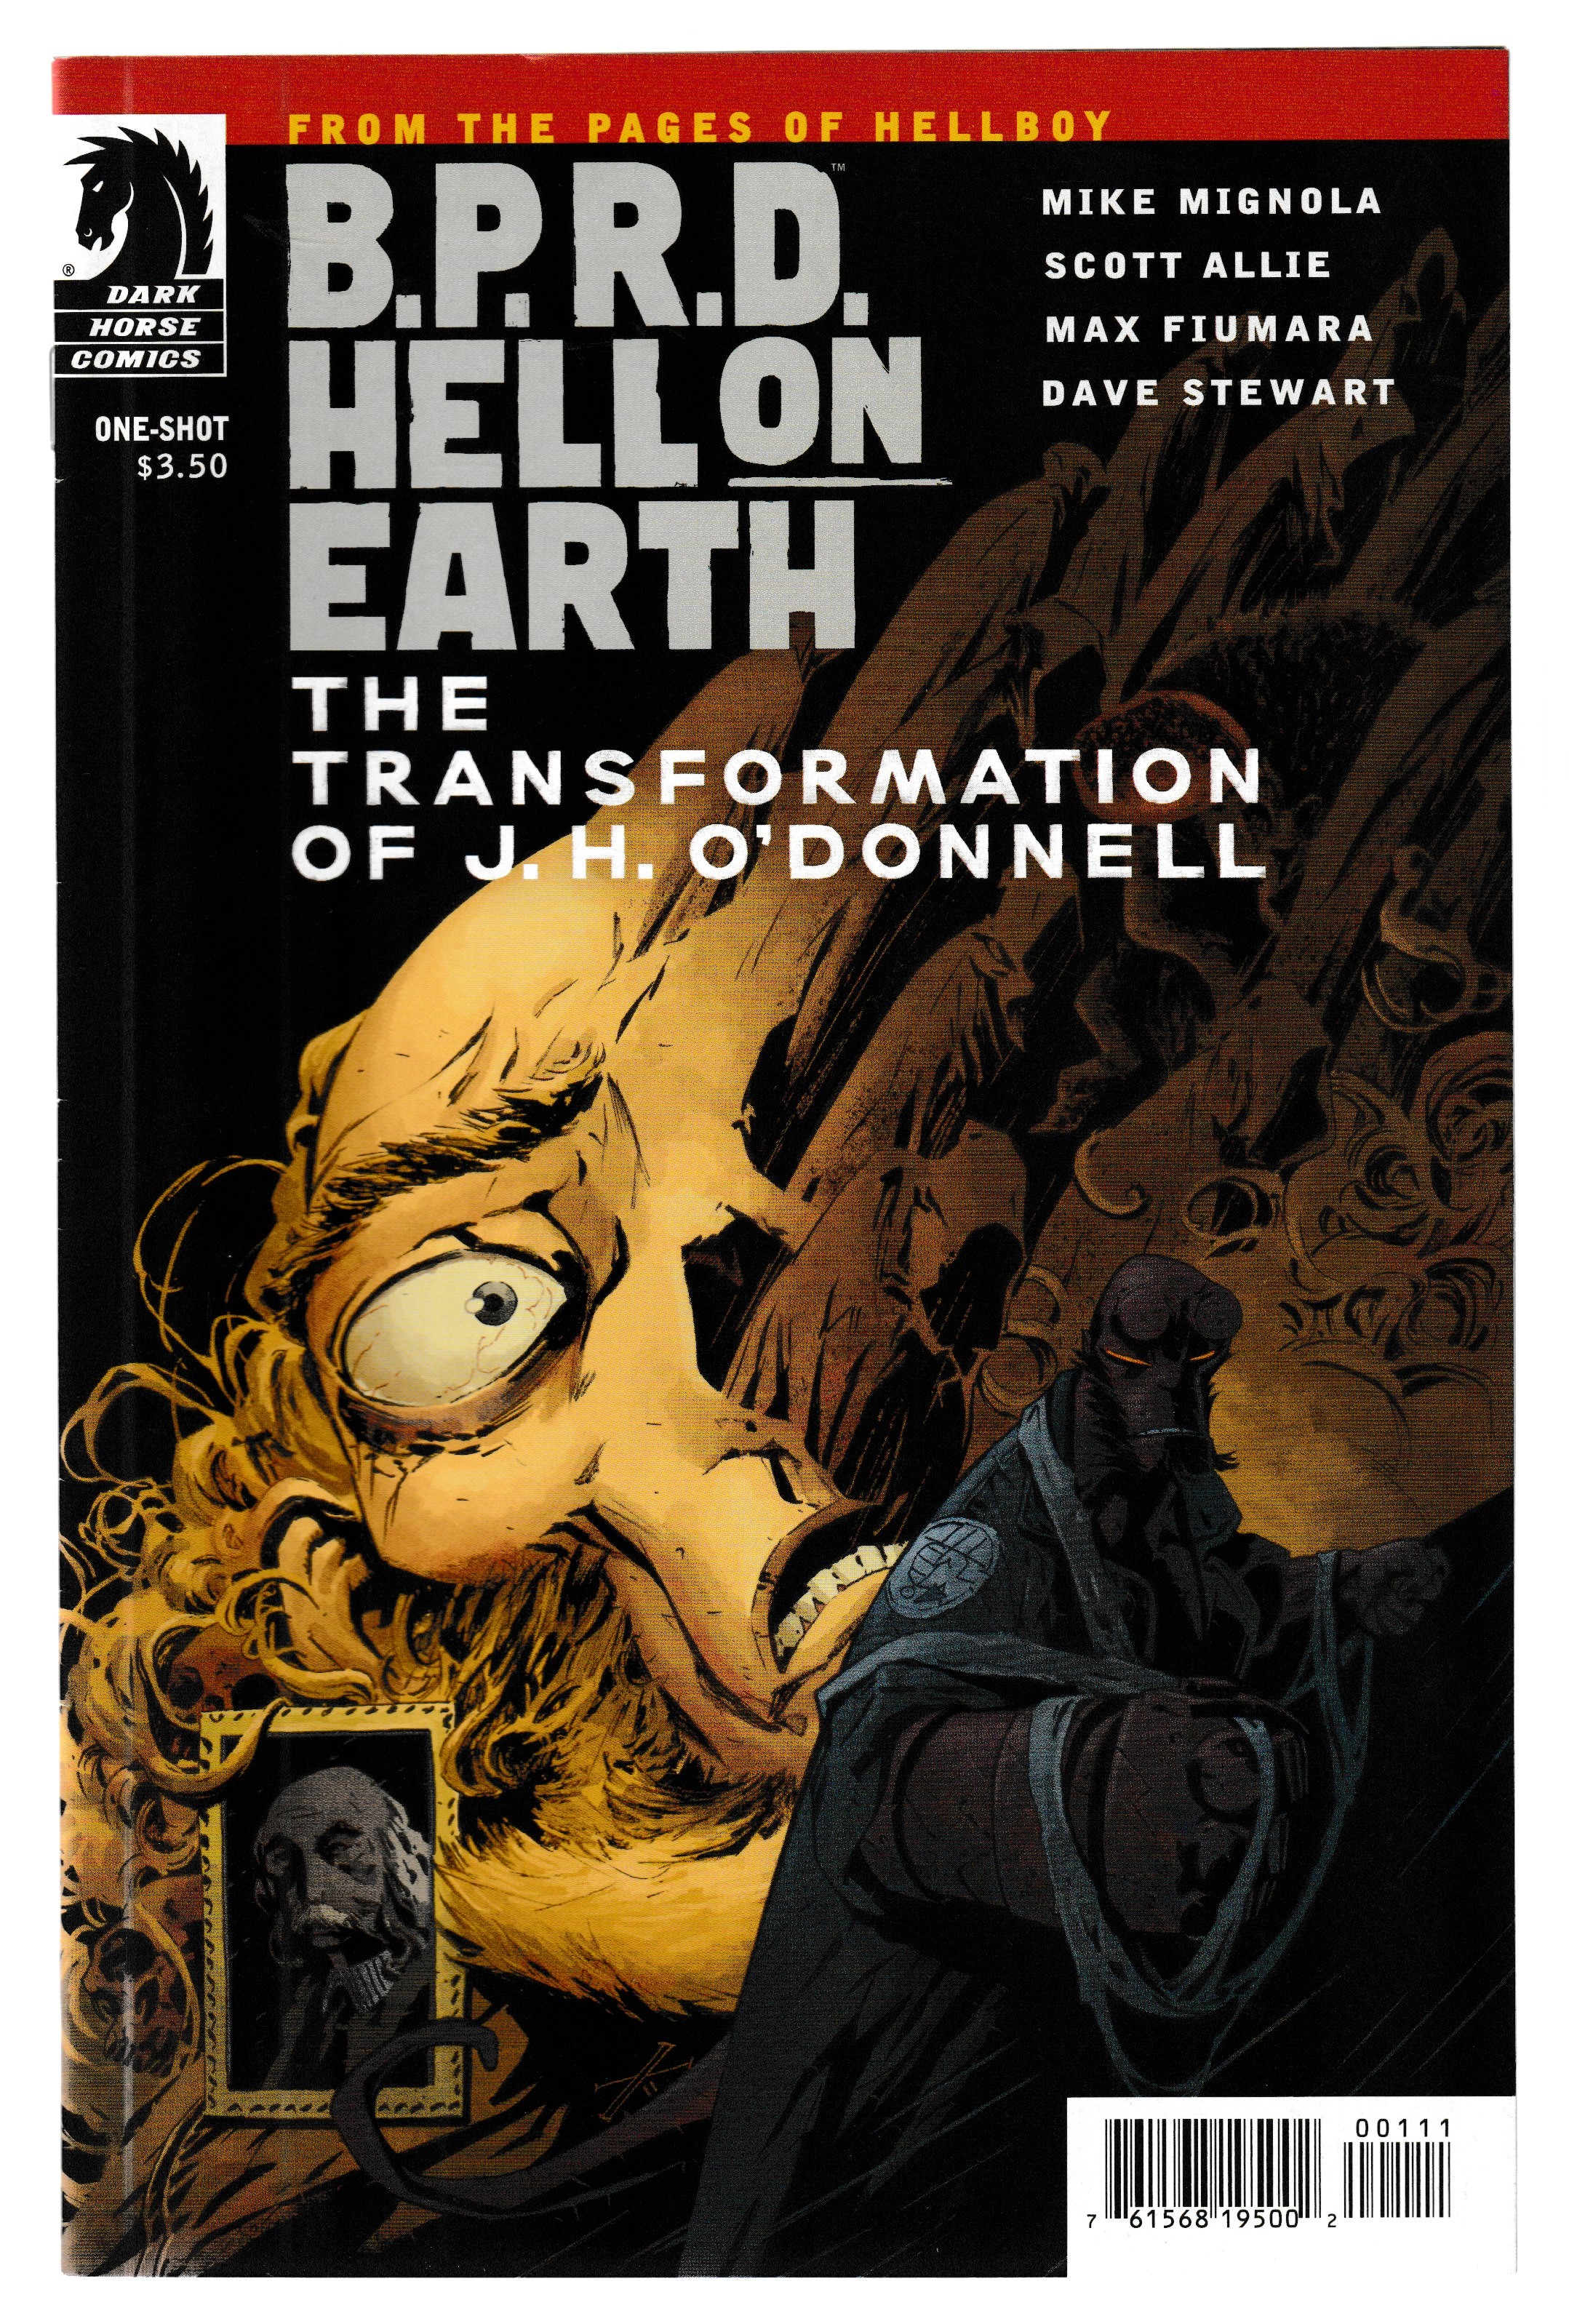 FROM THE PAGES OF HELLBOY
B.P.R.D.™
HELL ON
EARTH
THE
TRANSFORMATION
OF J. H. O'DONNELL
MIKE MIGNOLA
SCOTT ALLIE
MAX FIUMARA
DAVE STEWART
®
DARK
HORSE
COMICS
ONE-SHOT
$3.50
00111
7 61568 19500 2